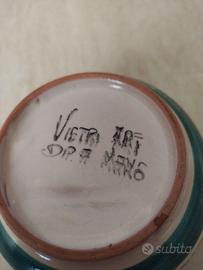 VIETRI ART
DIP. A MANO
subito